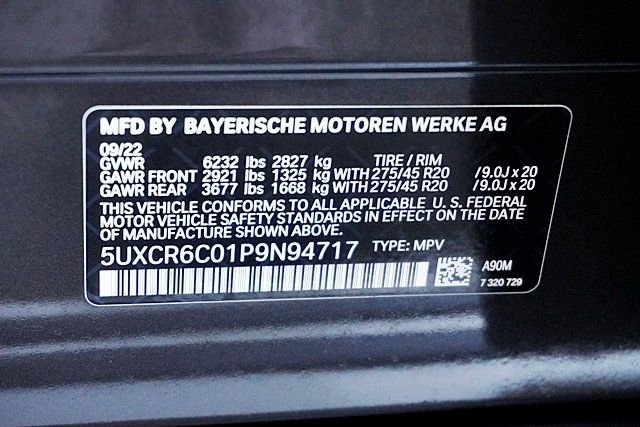 MFD BY BAYERISCHE MOTOREN WERKE AG
09/22
GVWR 6232 lbs 2827 kg TIRE / RIM
GAWR FRONT 2921 lbs 1325 kg WITH 275/45 R20 / 9.0J x 20
GAWR REAR 3677 lbs 1668 kg WITH 275/45 R20 / 9.0J x 20
THIS VEHICLE CONFORMS TO ALL APPLICABLE U. S. FEDERAL
MOTOR VEHICLE SAFETY STANDARDS IN EFFECT ON THE DATE
OF MANUFACTURE SHOWN ABOVE.
5UXCR6C01P9N94717 TYPE: MPV
A90M
7 320 729